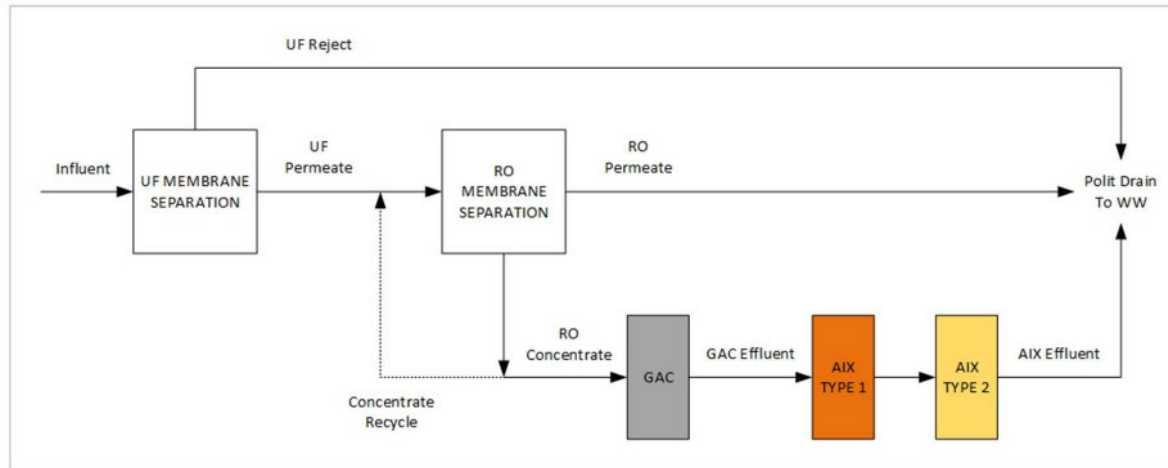 UF Reject
Influent
UF MEMBRANE
SEPARATION
UF
Permeate
RO
MEMBRANE
SEPARATION
RO
Permeate
Polit Drain
To WW
Concentrate
Recycle
RO
Concentrate
GAC
GAC Effluent
AIX
TYPE 1
AIX
TYPE 2
AIX Effluent